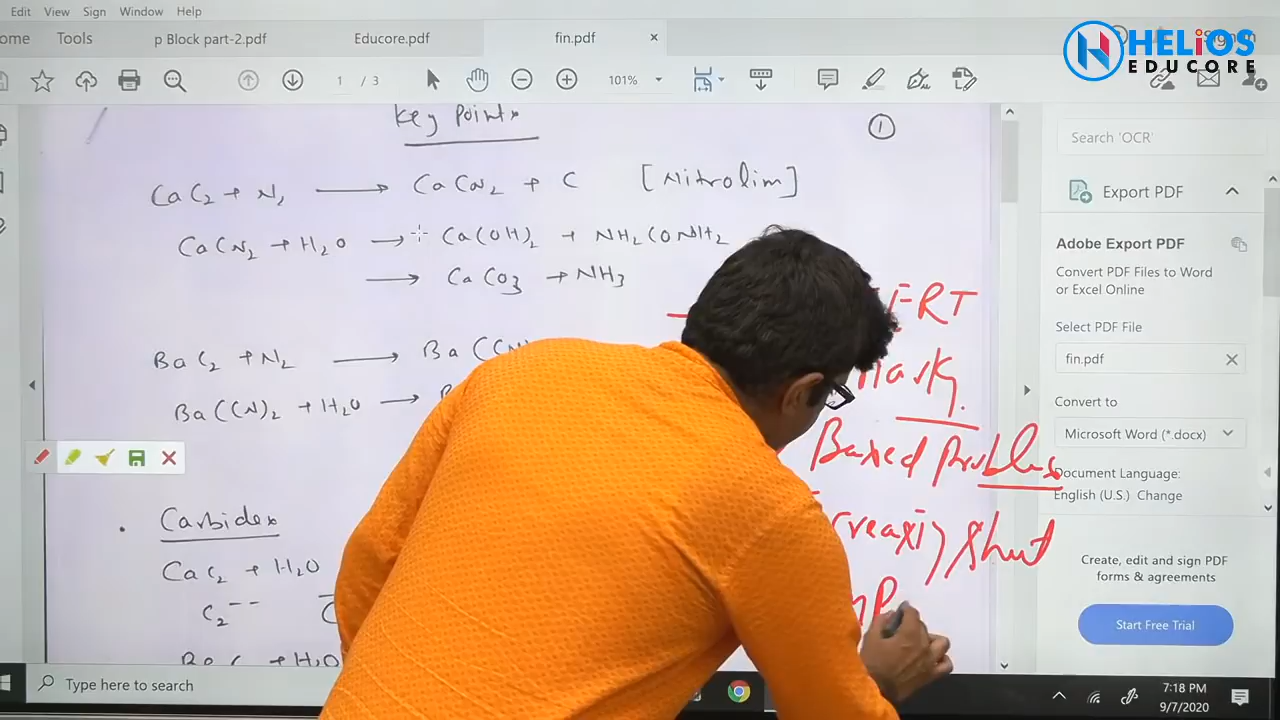 Edit View Sign Window Help
ome Tools p Block part-2.pdf Educore.pdf fin.pdf ×
HELiOS
EDUCORE
1 / 3 101%
Key Points
1
CaC2 + N2 ⟶ CaCN2 + C [Nitrolim]
CaCN2 + H2O ⟶ Ca(OH)2 + NH2CONH2
⟶ CaCO3 + NH3
BaC2 + N2 ⟶ Ba(CN)
Ba(CN)2 + H2O ⟶
• Carbides
CaC2 + H2O
C2--
+ H2O
ERT
Based Problems
Search 'OCR'
Export PDF
Adobe Export PDF
Convert PDF Files to Word
or Excel Online
Select PDF File
fin.pdf
Convert to
Microsoft Word (*.docx)
Document Language:
English (U.S.) Change
Create, edit and sign PDF
forms & agreements
Start Free Trial
Type here to search
7:18 PM
9/7/2020